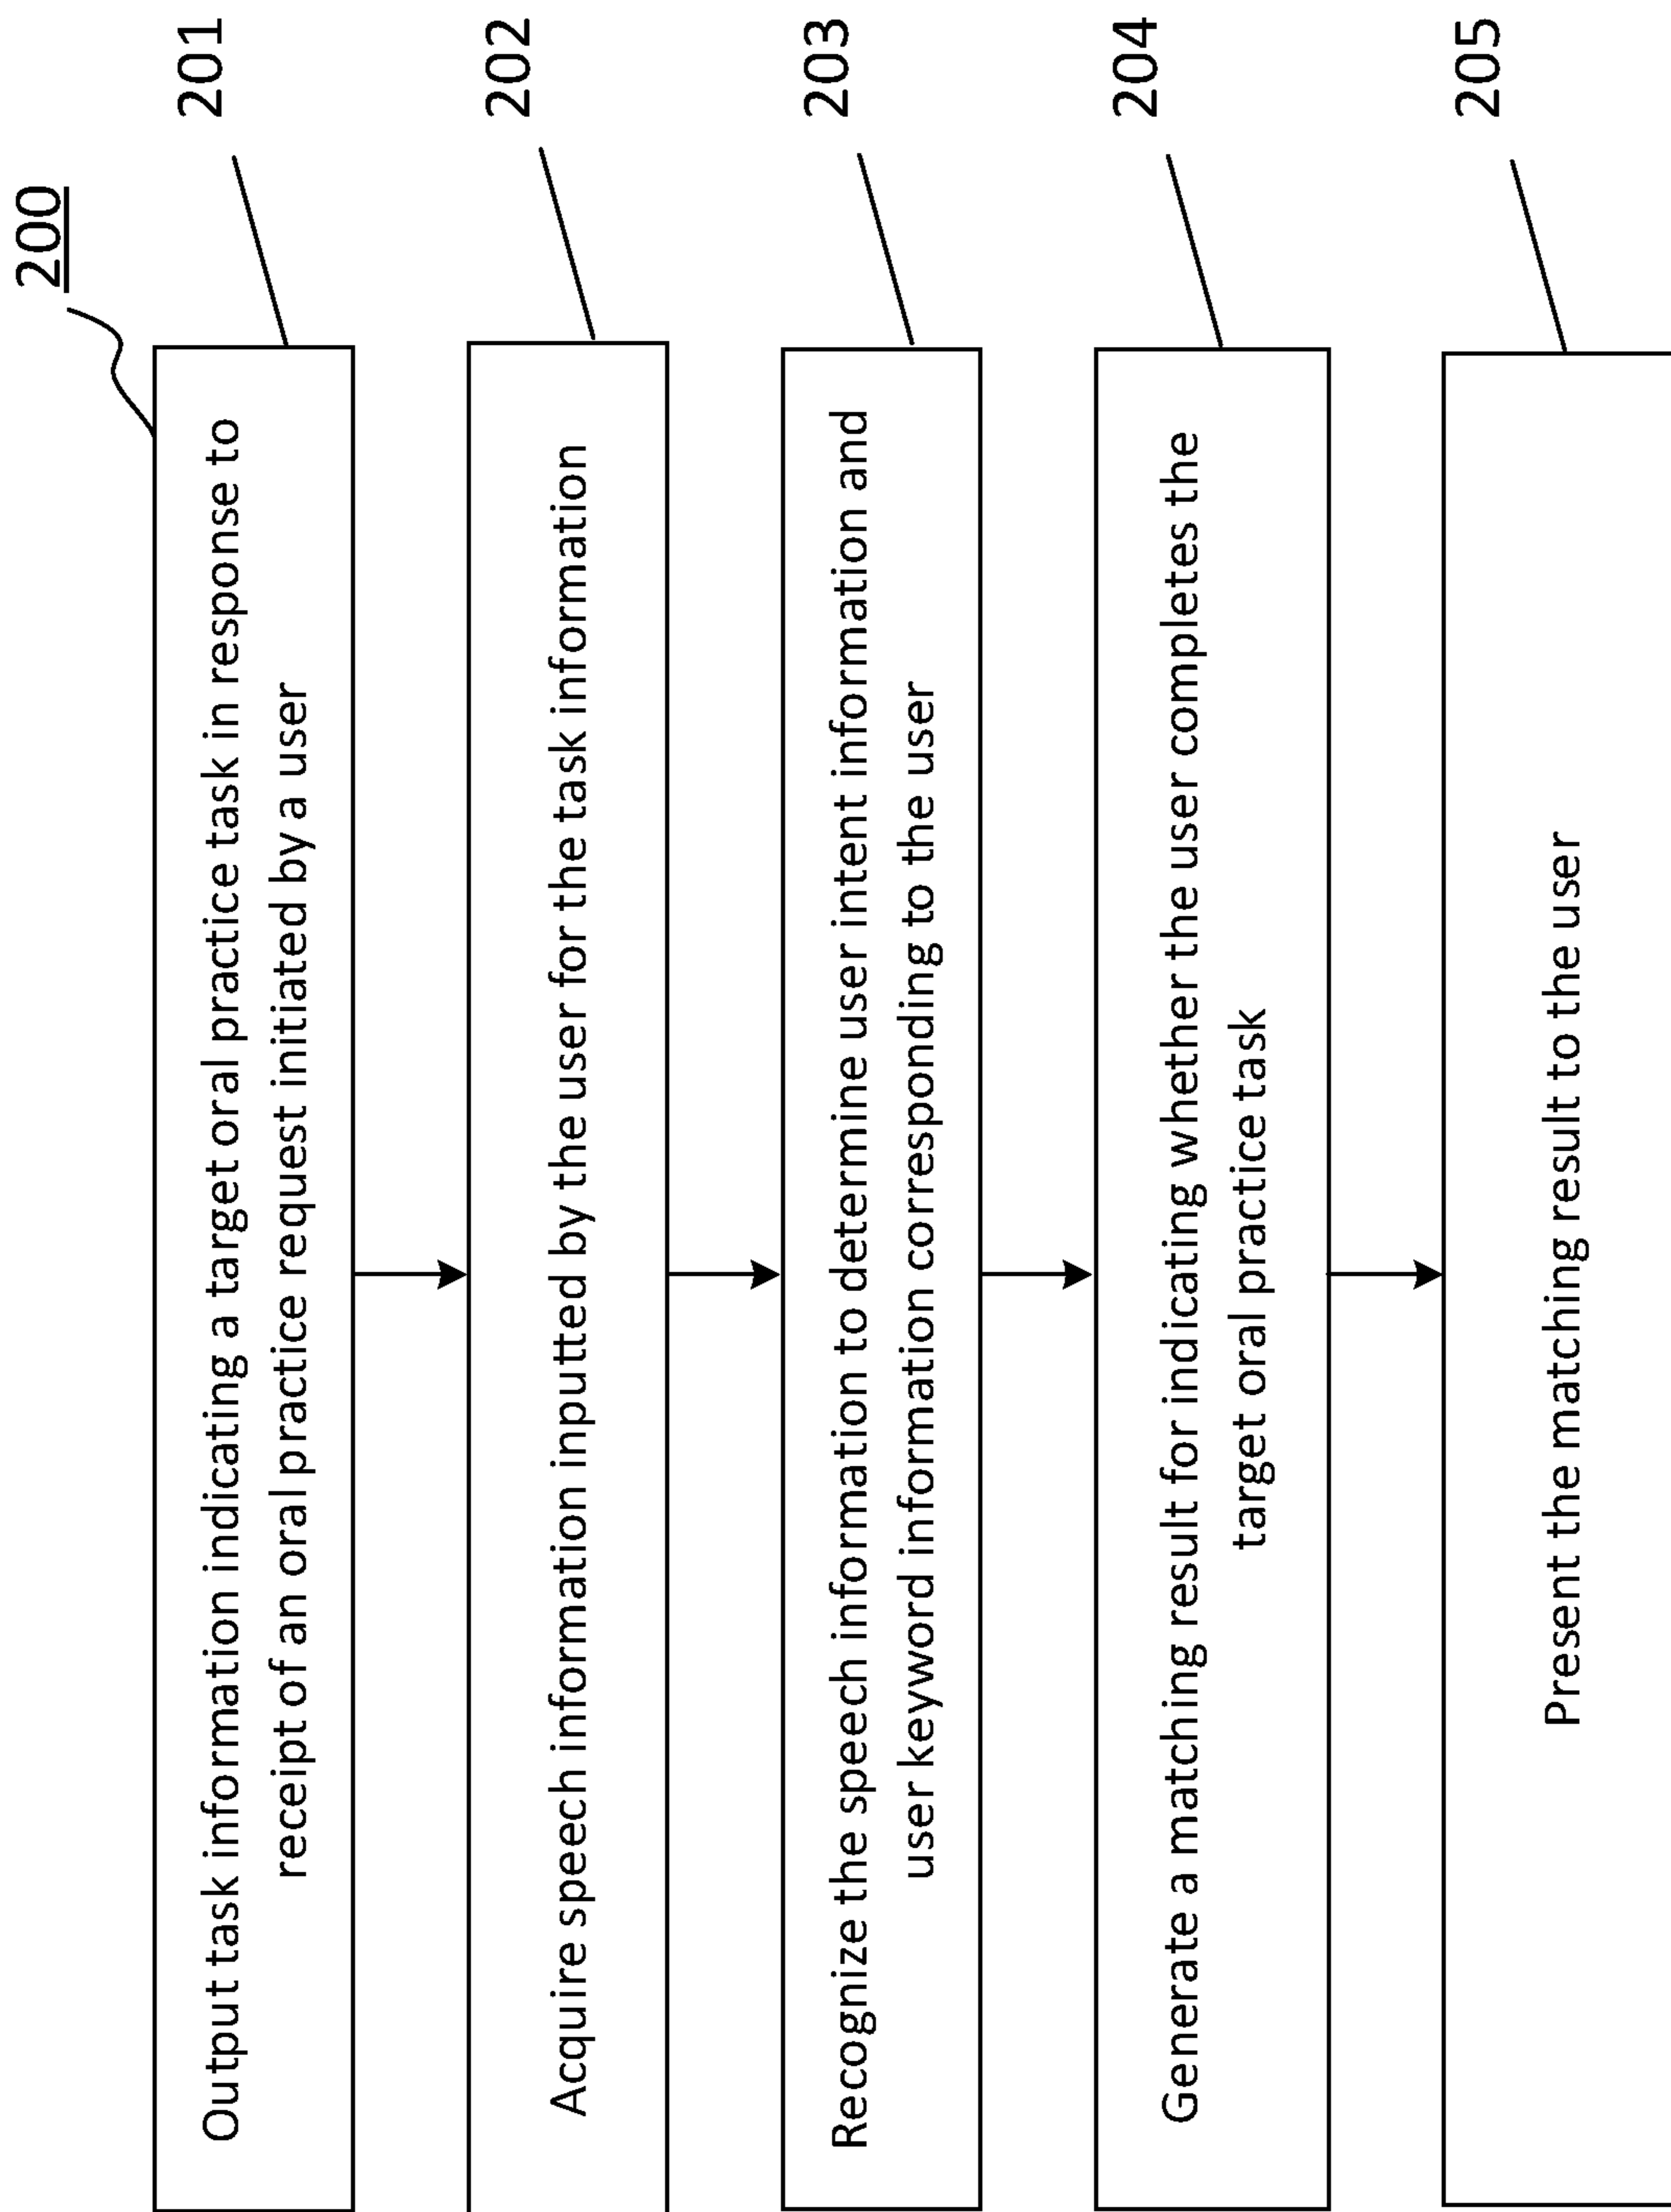 200
Output task information indicating a target oral practice task in response to
receipt of an oral practice request initiated by a user
201
Acquire speech information inputted by the user for the task information
202
Recognize the speech information to determine user intent information and
user keyword information corresponding to the user
203
Generate a matching result for indicating whether the user completes the
target oral practice task
204
Present the matching result to the user
205